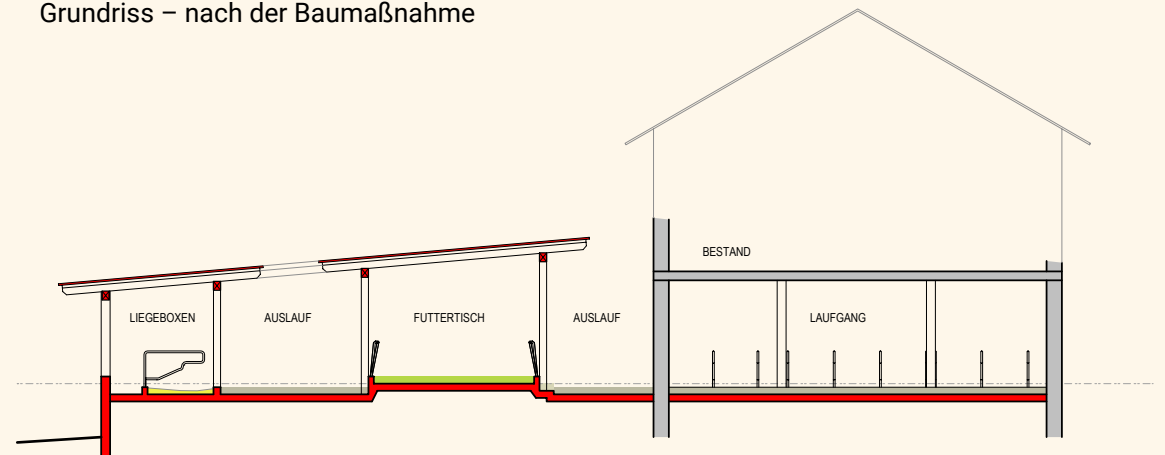 Grundriss – nach der Baumaßnahme
BESTAND
LIEGEBOXEN
AUSLAUF
FUTTERTISCH
AUSLAUF
LAUFGANG